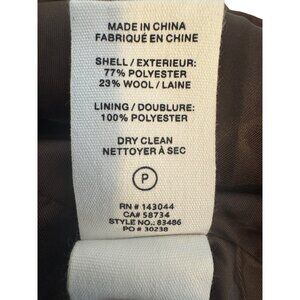 MADE IN CHINA
FABRIQUÉ EN CHINE
SHELL / EXTERIEUR:
77% POLYESTER
23% WOOL / LAINE
LINING / DOUBLURE:
100% POLYESTER
DRY CLEAN
NETTOYER À SEC
P
RN # 143044
CA# 58734
STYLE NO.: 83486
PO # 30238